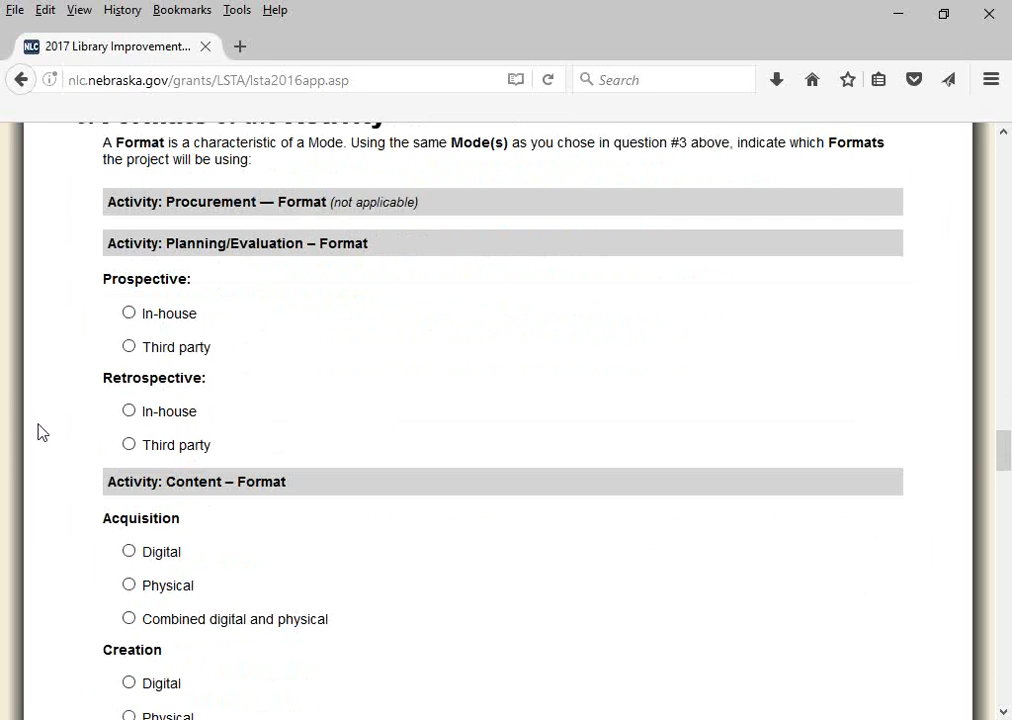 File Edit View History Bookmarks Tools Help
NLC 2017 Library Improvement...
nlc.nebraska.gov/grants/LSTA/lsta2016app.asp
Search
A Format is a characteristic of a Mode. Using the same Mode(s) as you chose in question #3 above, indicate which Formats
the project will be using:
Activity: Procurement — Format (not applicable)
Activity: Planning/Evaluation – Format
Prospective:
In-house
Third party
Retrospective:
In-house
Third party
Activity: Content – Format
Acquisition
Digital
Physical
Combined digital and physical
Creation
Digital
Physical